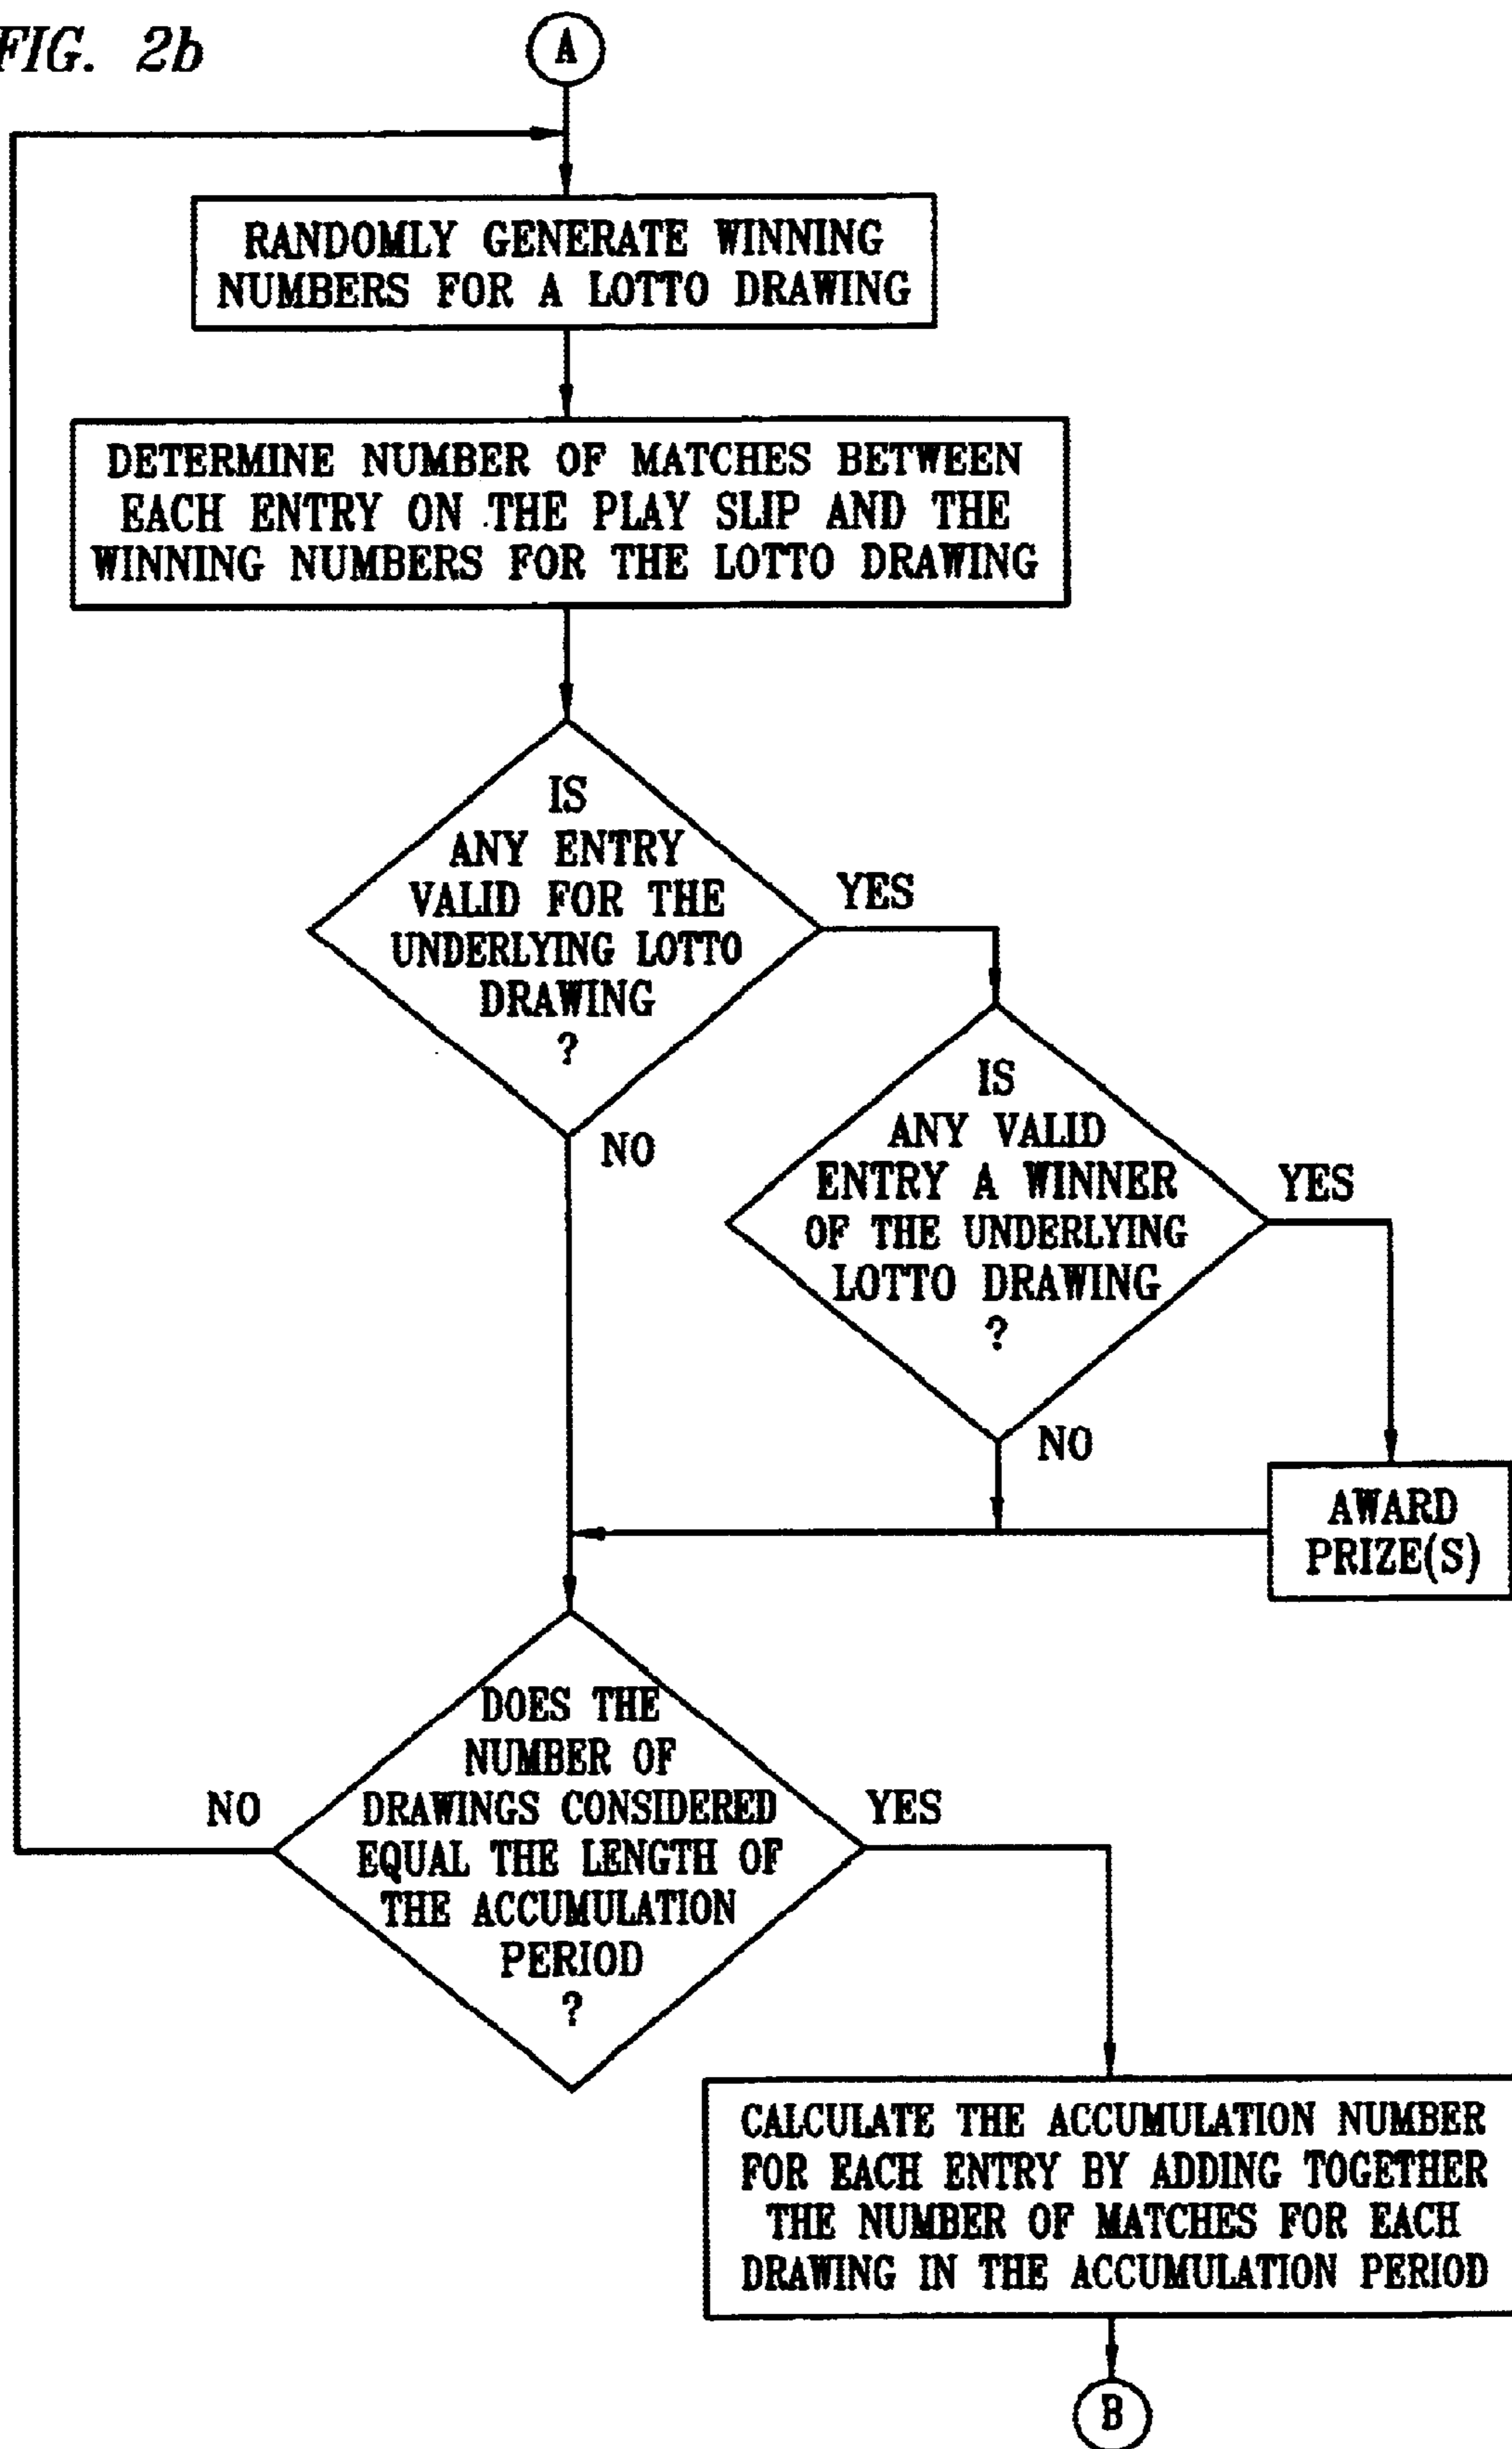 FIG. 2b
A
RANDOMLY GENERATE WINNING
NUMBERS FOR A LOTTO DRAWING
DETERMINE NUMBER OF MATCHES BETWEEN
EACH ENTRY ON THE PLAY SLIP AND THE
WINNING NUMBERS FOR THE LOTTO DRAWING
IS
ANY ENTRY
VALID FOR THE
UNDERLYING LOTTO
DRAWING
?
YES
NO
IS
ANY VALID
ENTRY A WINNER
OF THE UNDERLYING
LOTTO DRAWING
?
YES
NO
AWARD
PRIZE(S)
DOES THE
NUMBER OF
DRAWINGS CONSIDERED
EQUAL THE LENGTH OF
THE ACCUMULATION
PERIOD
?
NO
YES
CALCULATE THE ACCUMULATION NUMBER
FOR EACH ENTRY BY ADDING TOGETHER
THE NUMBER OF MATCHES FOR EACH
DRAWING IN THE ACCUMULATION PERIOD
B